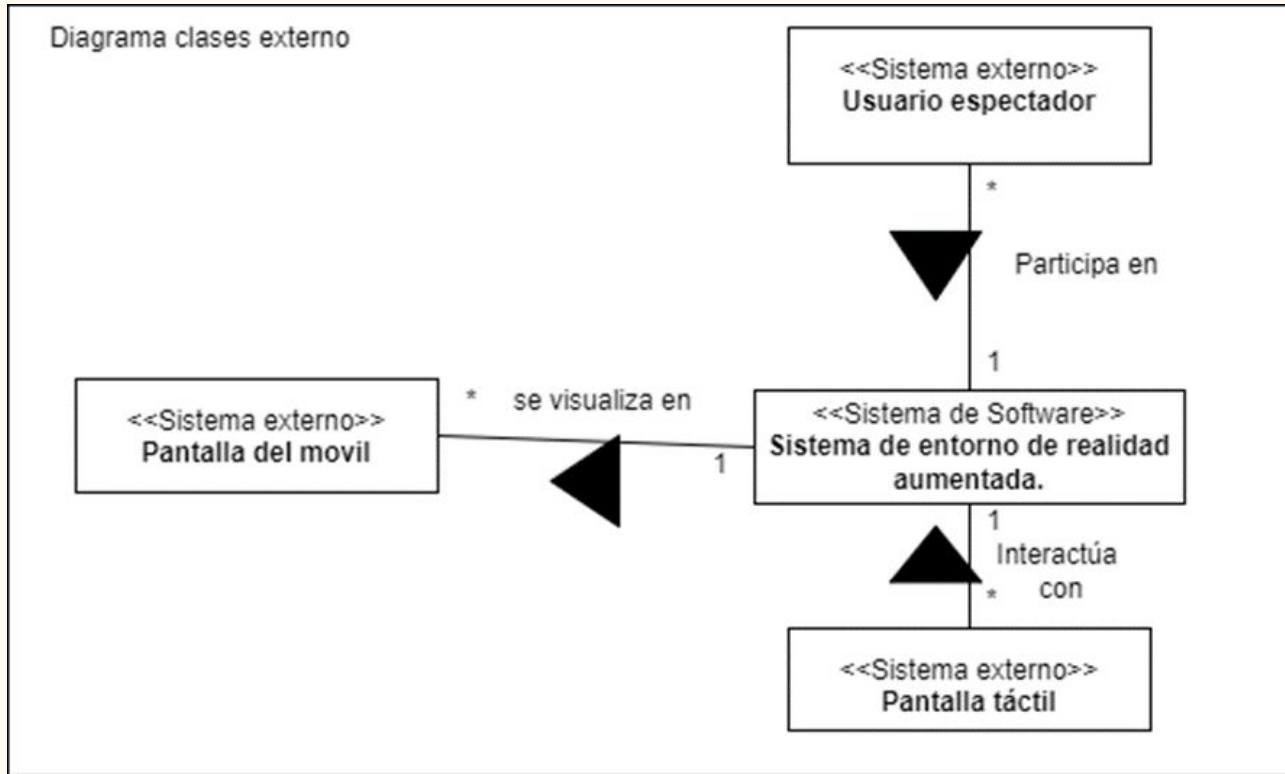 Diagrama clases externo
<<Sistema externo>>
Usuario espectador
*
Participa en
1
<<Sistema externo>>
Pantalla del movil
* se visualiza en
1
<<Sistema de Software>>
Sistema de entorno de realidad
aumentada.
1
Interactúa
con
*
<<Sistema externo>>
Pantalla táctil